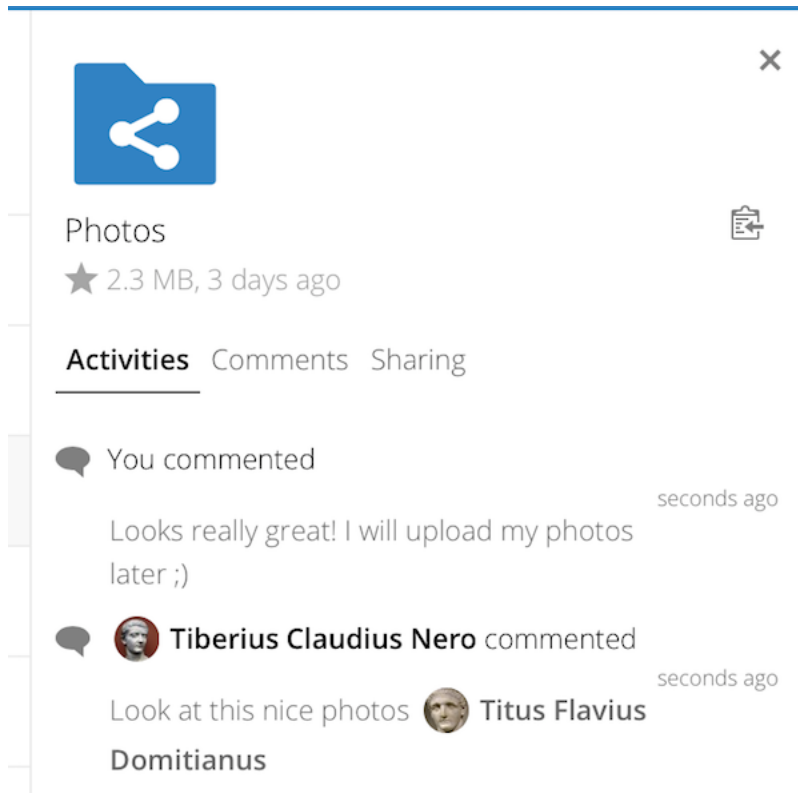 Photos
2.3 MB, 3 days ago
Activities Comments Sharing
You commented
seconds ago
Looks really great! I will upload my photos
later ;)
Tiberius Claudius Nero commented
seconds ago
Look at this nice photos Titus Flavius
Domitianus